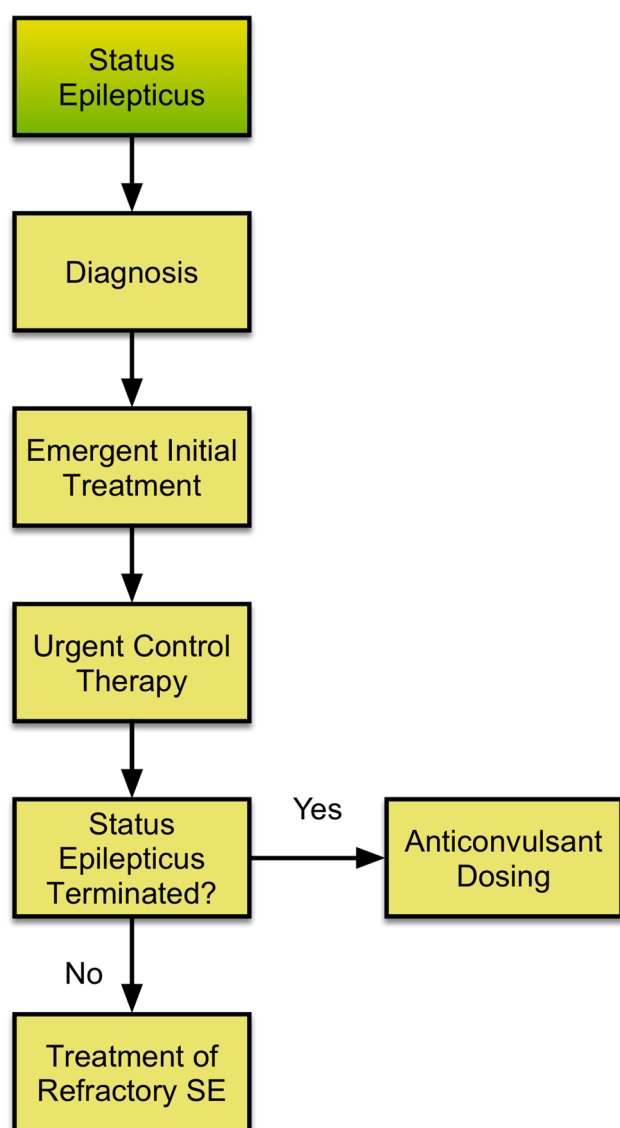 Status
Epilepticus
Diagnosis
Emergent Initial
Treatment
Urgent Control
Therapy
Status
Epilepticus
Terminated?
Yes
Anticonvulsant
Dosing
No
Treatment of
Refractory SE